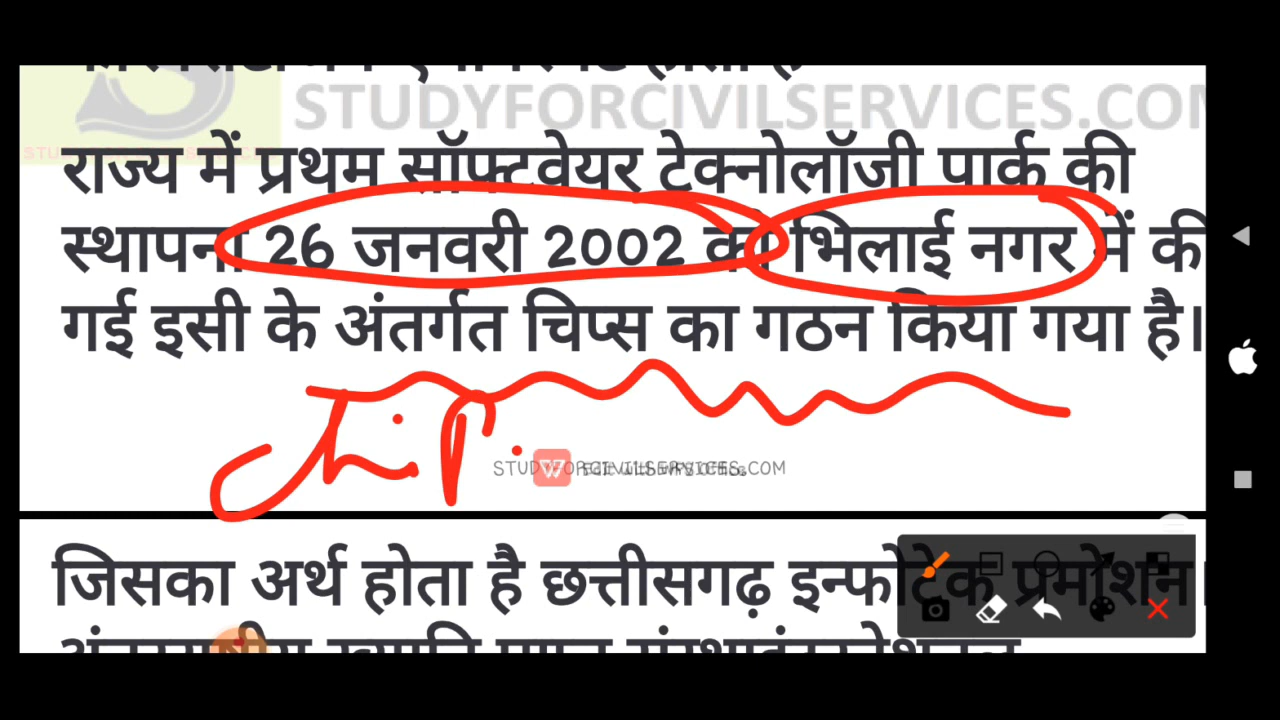 STUDYFORCIVILSERVICES.COM
राज्य में प्रथम सॉफ्टवेयर टेक्नोलॉजी पार्क की
स्थापना 26 जनवरी 2002 को भिलाई नगर में की
गई इसी के अंतर्गत चिप्स का गठन किया गया है।
chip
STUDYFORCIVILSERVICES.COM
जिसका अर्थ होता है छत्तीसगढ़ इन्फोटेक प्रमोशन